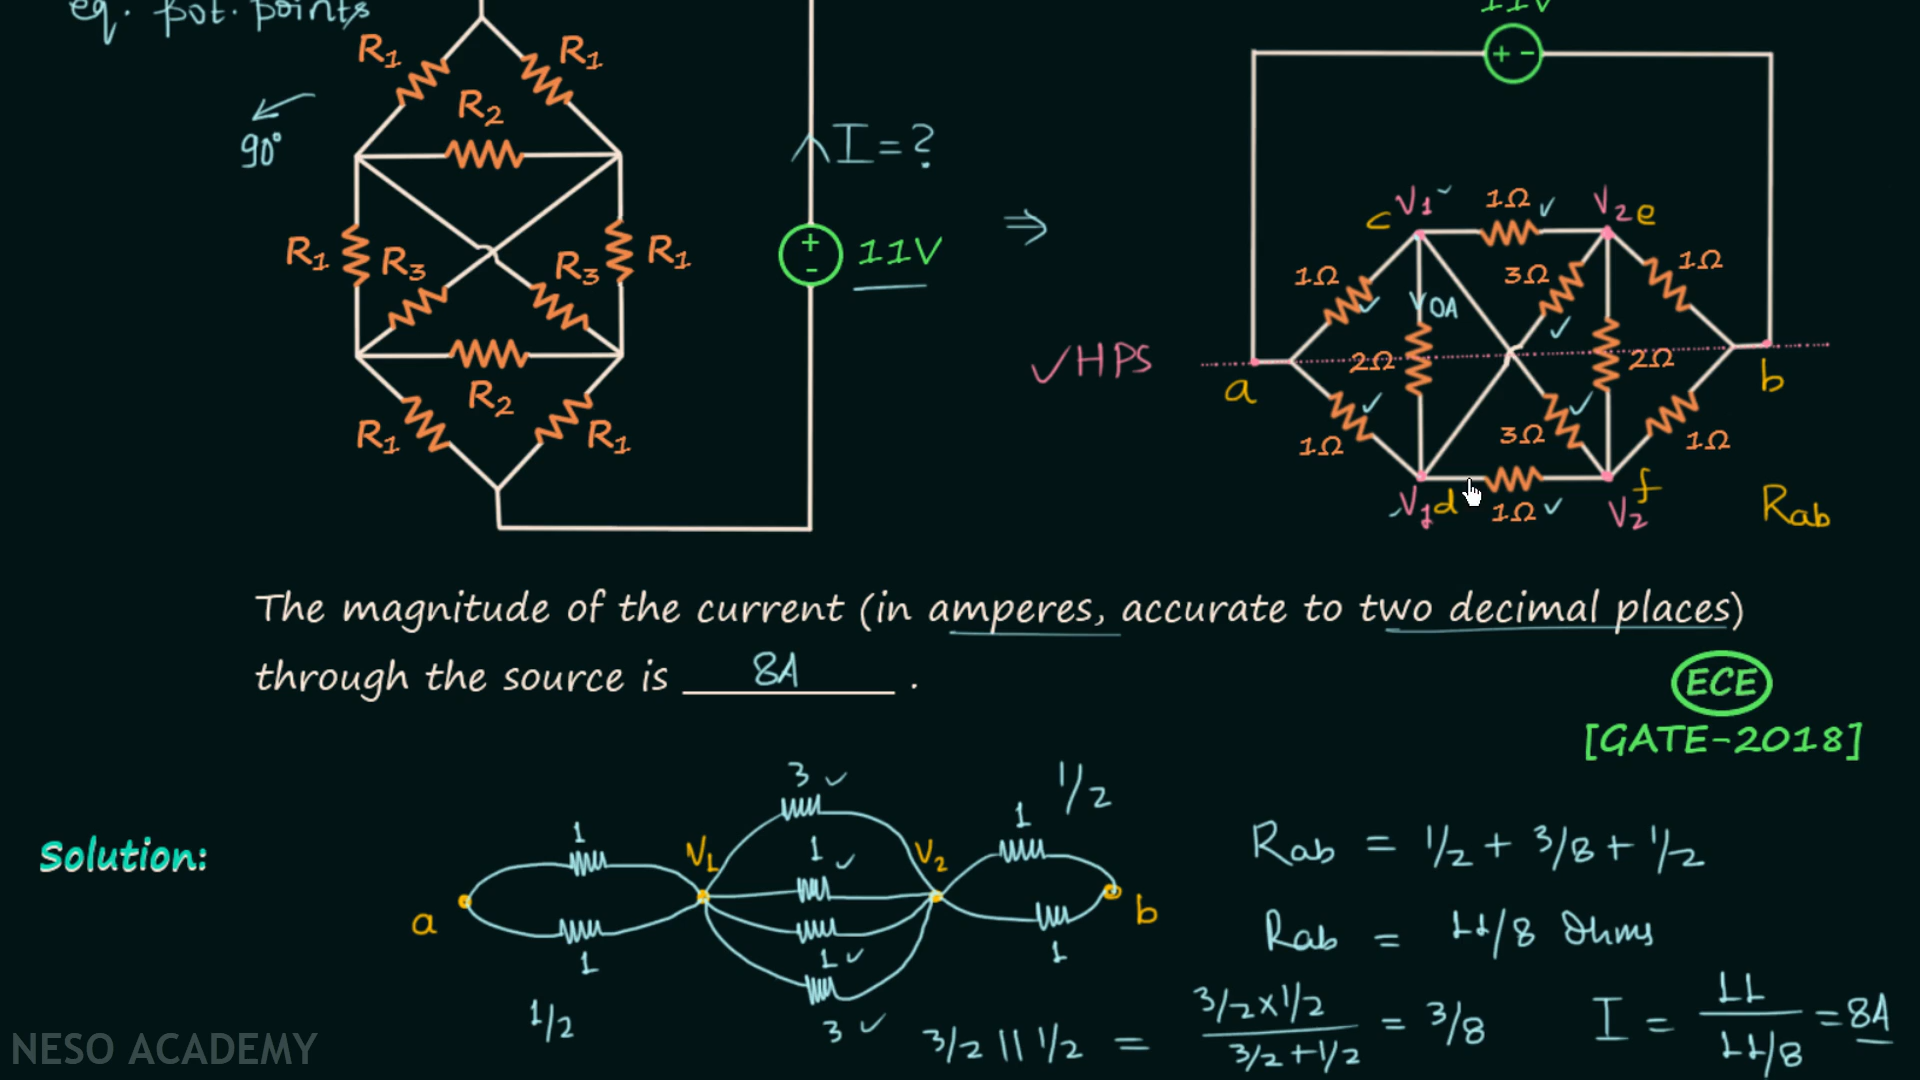 eq. pot. points
11V
R1 R1
R2
90°
I = ?
⇒
+ -
+
-
11V
R1 R3 R3 R1
R2
R1 R1
✓HPS
c V1 ✓ 1Ω ✓ V2 e
1Ω ✓ 3Ω ✓ 1Ω
0A
2Ω 2Ω
a b
1Ω ✓ 3Ω ✓ 1Ω
V1 d 1Ω ✓ V2 f
Rab
The magnitude of the current (in amperes, accurate to two decimal places)
through the source is 8A .
ECE
[GATE-2018]
Solution:
3 ✓ 1/2
1 V1 1 ✓ V2 1
a b
1 1 ✓ 1
1/2 3 ✓
Rab = 1/2 + 3/8 + 1/2
Rab = 11/8 Ohms
3/2 || 1/2 = 3/2 x 1/2 / 3/2 + 1/2 = 3/8
I = 11 / 11/8 = 8A
NESO ACADEMY